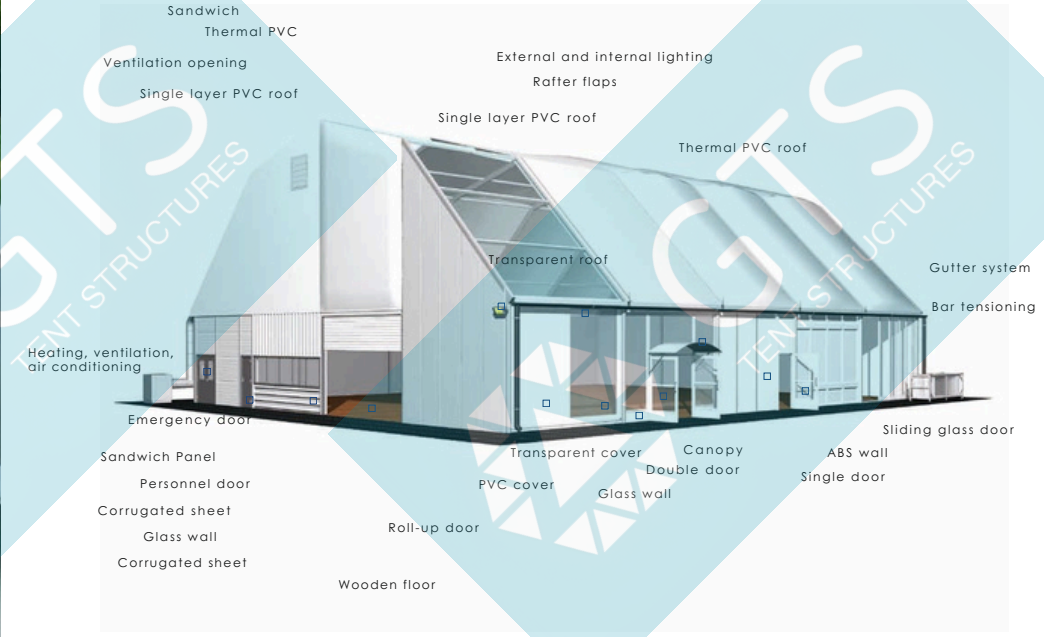 Sandwich
Thermal PVC
Ventilation opening
Single layer PVC roof
External and internal lighting
Rafter flaps
Single layer PVC roof
Thermal PVC roof
Transparent roof
Gutter system
Bar tensioning
Heating, ventilation,
air conditioning
Emergency door
Sandwich Panel
Personnel door
Corrugated sheet
Glass wall
Corrugated sheet
Roll-up door
Wooden floor
Transparent cover
PVC cover
Canopy
Double door
Glass wall
Sliding glass door
ABS wall
Single door
GTS
TENT STRUCTURES
GTS
TENT STRUCTURES